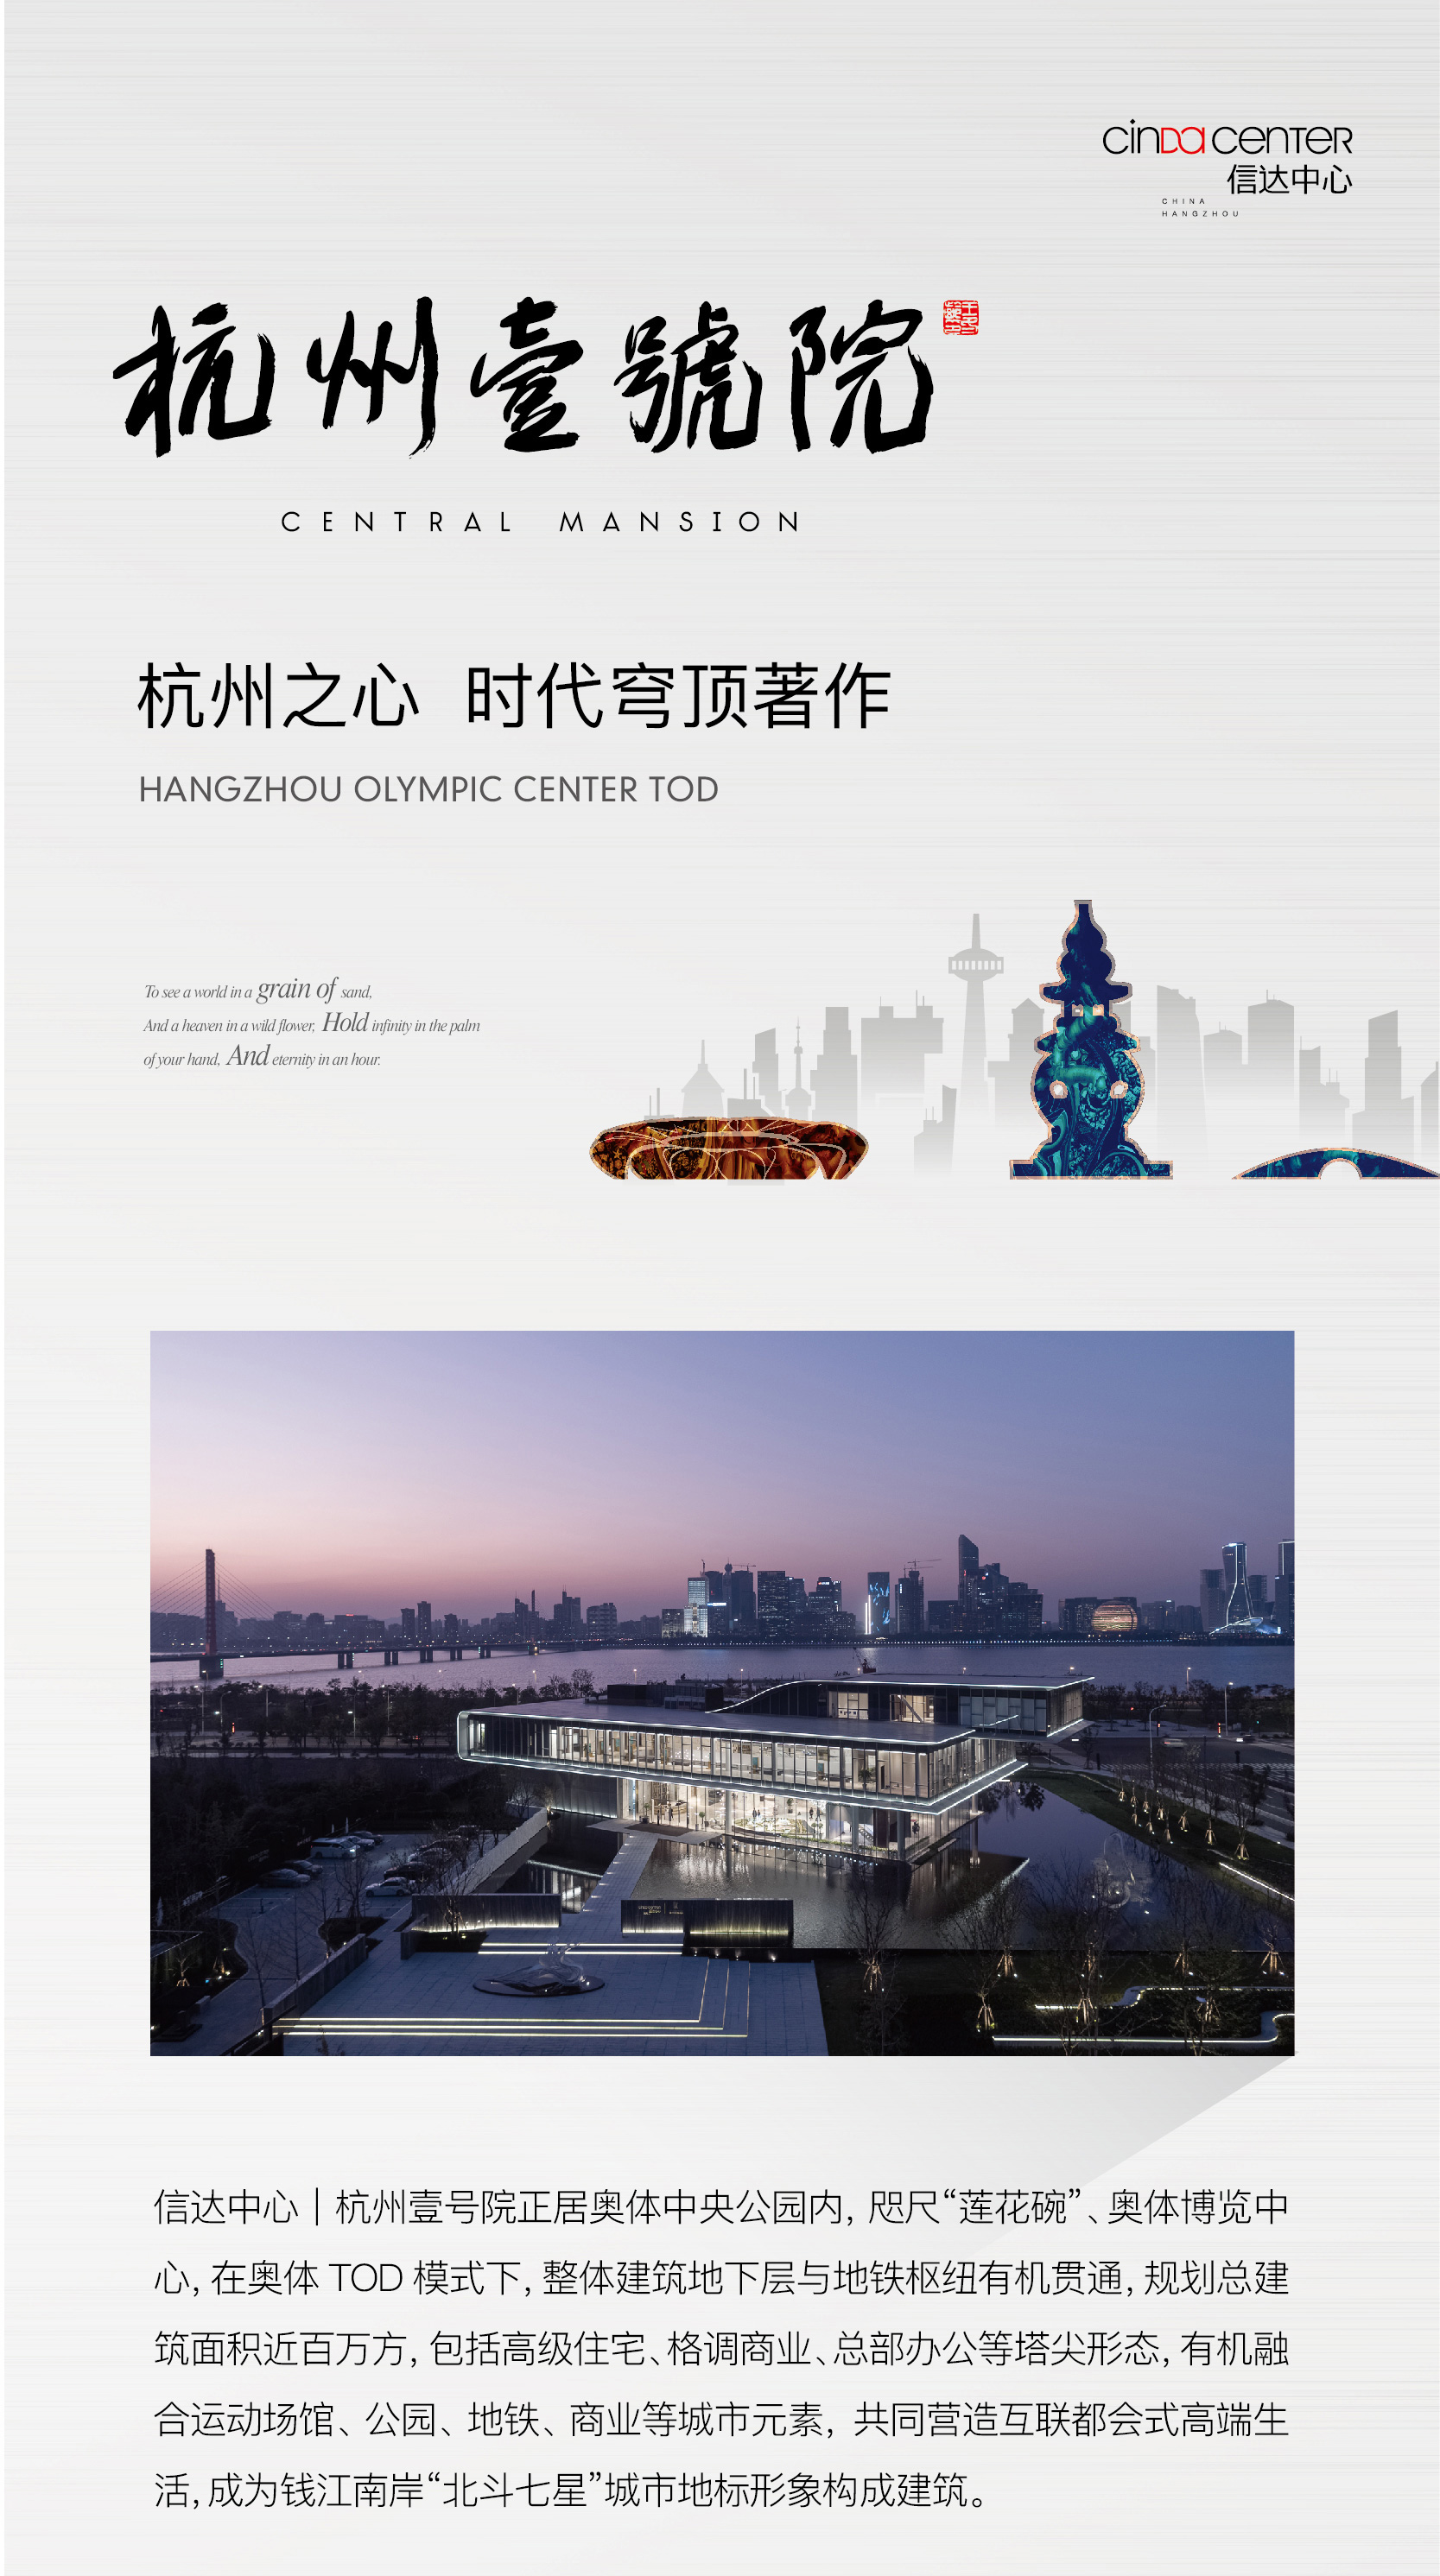 cinDa CENTER
信达中心
CHINA
HANGZHOU
杭州壹號院
CENTRAL MANSION
杭州之心 时代穹顶著作
HANGZHOU OLYMPIC CENTER TOD
To see a world in a grain of sand,
And a heaven in a wild flower, Hold infinity in the palm
of your hand, And eternity in an hour.
信达中心｜杭州壹号院正居奥体中央公园内, 咫尺“莲花碗”、奥体博览中
心, 在奥体 TOD 模式下, 整体建筑地下层与地铁枢纽有机贯通, 规划总建
筑面积近百万方, 包括高级住宅、格调商业、总部办公等塔尖形态, 有机融
合运动场馆、公园、地铁、商业等城市元素, 共同营造互联都会式高端生
活, 成为钱江南岸“北斗七星”城市地标形象构成建筑。